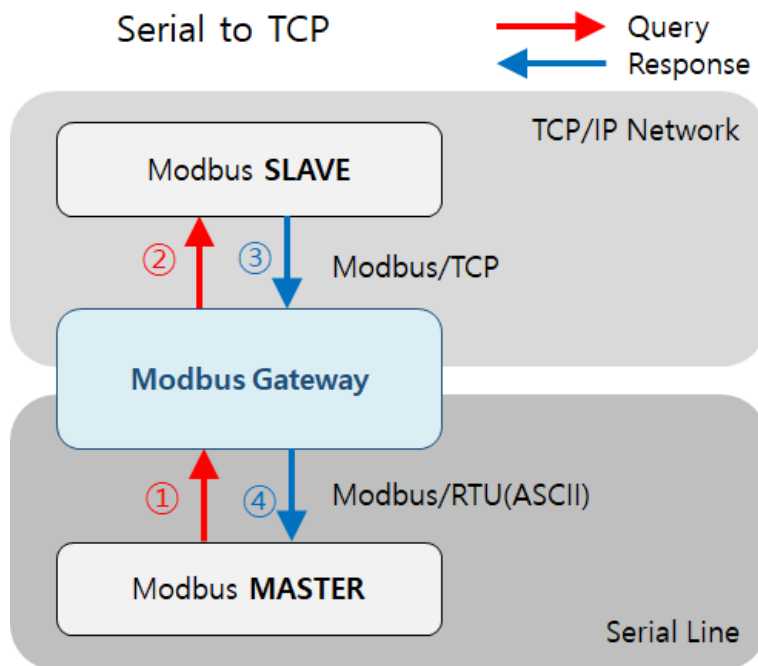 Serial to TCP
Query
Response
TCP/IP Network
Modbus SLAVE
②
③
Modbus/TCP
Modbus Gateway
①
④
Modbus/RTU(ASCII)
Modbus MASTER
Serial Line